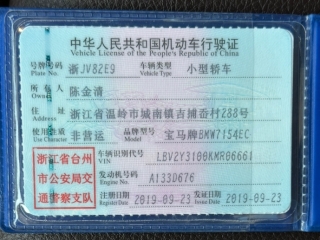 中华人民共和国机动车行驶证
Vehicle License of the People's Republic of China
号牌号码 浙JV82E9 车辆类型 小型轿车
Plate No. Vehicle Type
所有人 陈金清
Owner
住址 浙江省温岭市城南镇吉捕岙村288号
Address
使用性质 非营运 品牌型号 宝马牌BMW7154EC
Use Character Model
浙江省台州 车辆识别代号 LBV2Y3100KMR06661
VIN
市公安局交 发动机号码 A1330676
Engine No.
通警察支队 注册日期 2019-09-23 发证日期 2019-09-23
Register Date Issue Date